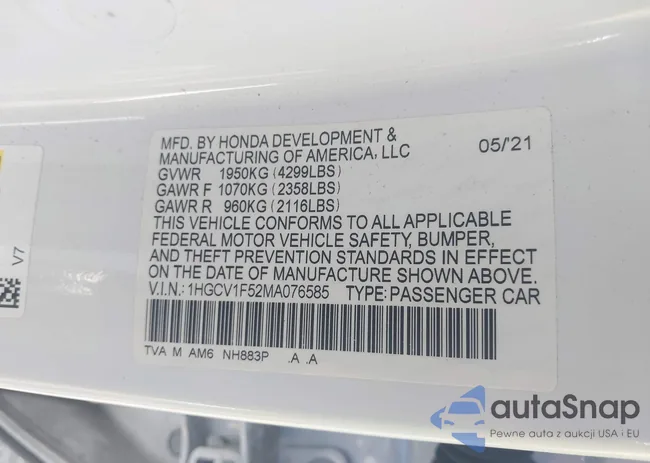 MFD. BY HONDA DEVELOPMENT &
MANUFACTURING OF AMERICA, LLC 05/'21
GVWR 1950KG (4299LBS)
GAWR F 1070KG (2358LBS)
GAWR R 960KG (2116LBS)
THIS VEHICLE CONFORMS TO ALL APPLICABLE
FEDERAL MOTOR VEHICLE SAFETY, BUMPER,
AND THEFT PREVENTION STANDARDS IN EFFECT
ON THE DATE OF MANUFACTURE SHOWN ABOVE.
V.I.N.: 1HGCV1F52MA076585 TYPE: PASSENGER CAR
TVA M AM6 NH883P .A .A
V7
autaSnap
Pewne auta z aukcji USA i EU